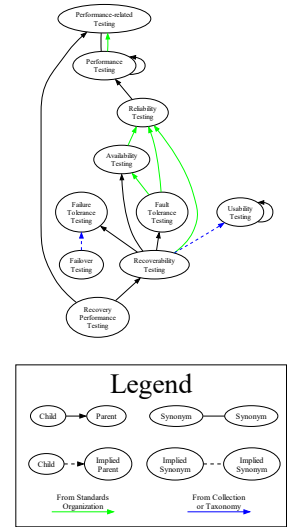 Performance-related
Testing
Performance
Testing
Reliability
Testing
Availability
Testing
Failure
Tolerance
Testing
Fault
Tolerance
Testing
Usability
Testing
Failover
Testing
Recoverability
Testing
Recovery
Performance
Testing
Legend
Child
Parent
Synonym
Synonym
Child
Implied
Parent
Implied
Synonym
Implied
Synonym
From Standards
Organization
From Collection
or Taxonomy